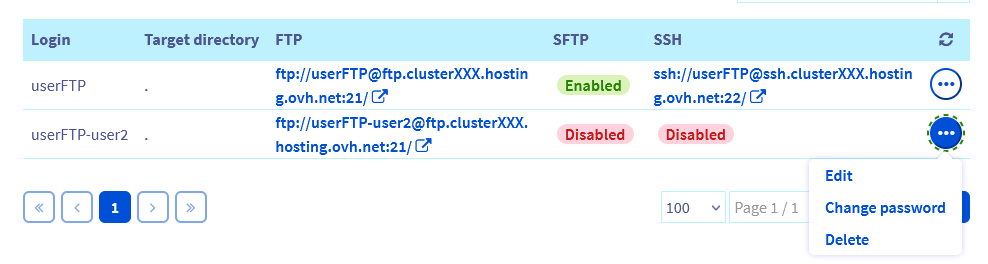 Login Target directory FTP SFTP SSH
ftp://userFTP@ftp.clusterXXX.hostin ssh://userFTP@ssh.clusterXXX.hostin
userFTP . Enabled
g.ovh.net:21/ g.ovh.net:22/
ftp://userFTP-user2@ftp.clusterXXX.
userFTP-user2 . Disabled Disabled
hosting.ovh.net:21/
Edit
Change password
Delete
« ‹ 1 › » 100 Page 1 / 1